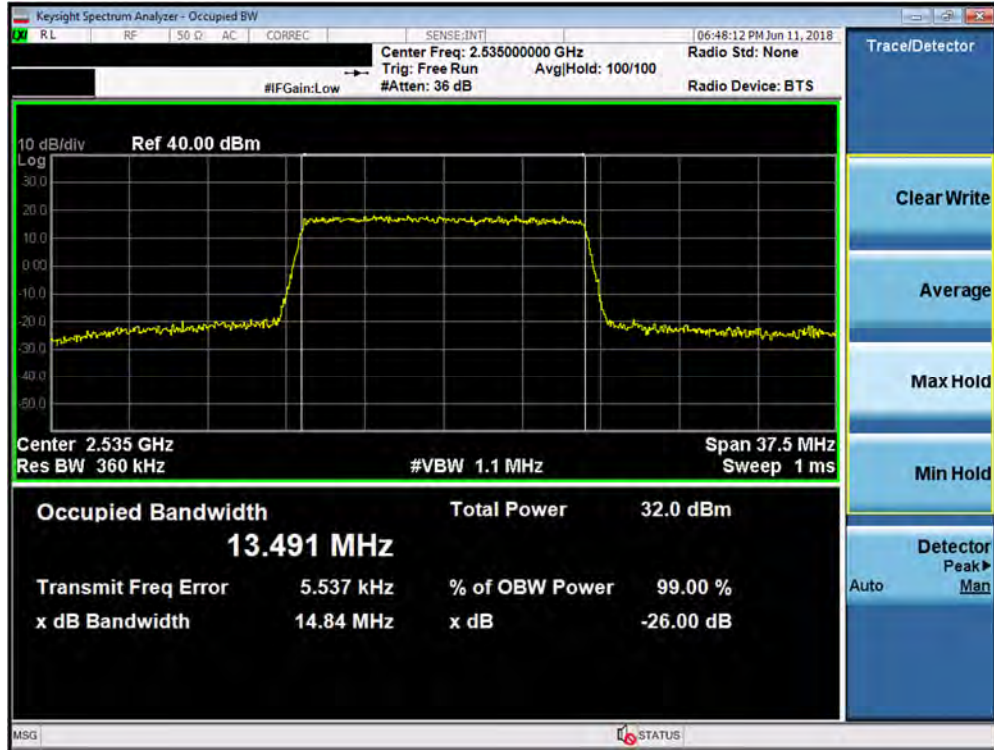 Keysight Spectrum Analyzer - Occupied BW
LXI RL RF 50 Ω AC CORREC SENSE:INT 06:48:12 PM Jun 11, 2018
Center Freq: 2.535000000 GHz Radio Std: None
Trig: Free Run Avg|Hold: 100/100
#IFGain:Low #Atten: 36 dB Radio Device: BTS
10 dB/div Ref 40.00 dBm
Log
30.0
20.0
10.0
0.00
-10.0
-20.0
-30.0
-40.0
-50.0
Center 2.535 GHz Span 37.5 MHz
Res BW 360 kHz #VBW 1.1 MHz Sweep 1 ms
Occupied Bandwidth Total Power 32.0 dBm
13.491 MHz
Transmit Freq Error 5.537 kHz % of OBW Power 99.00 %
x dB Bandwidth 14.84 MHz x dB -26.00 dB
MSG STATUS
Trace/Detector
Clear Write
Average
Max Hold
Min Hold
Detector
Peak▶
Auto Man